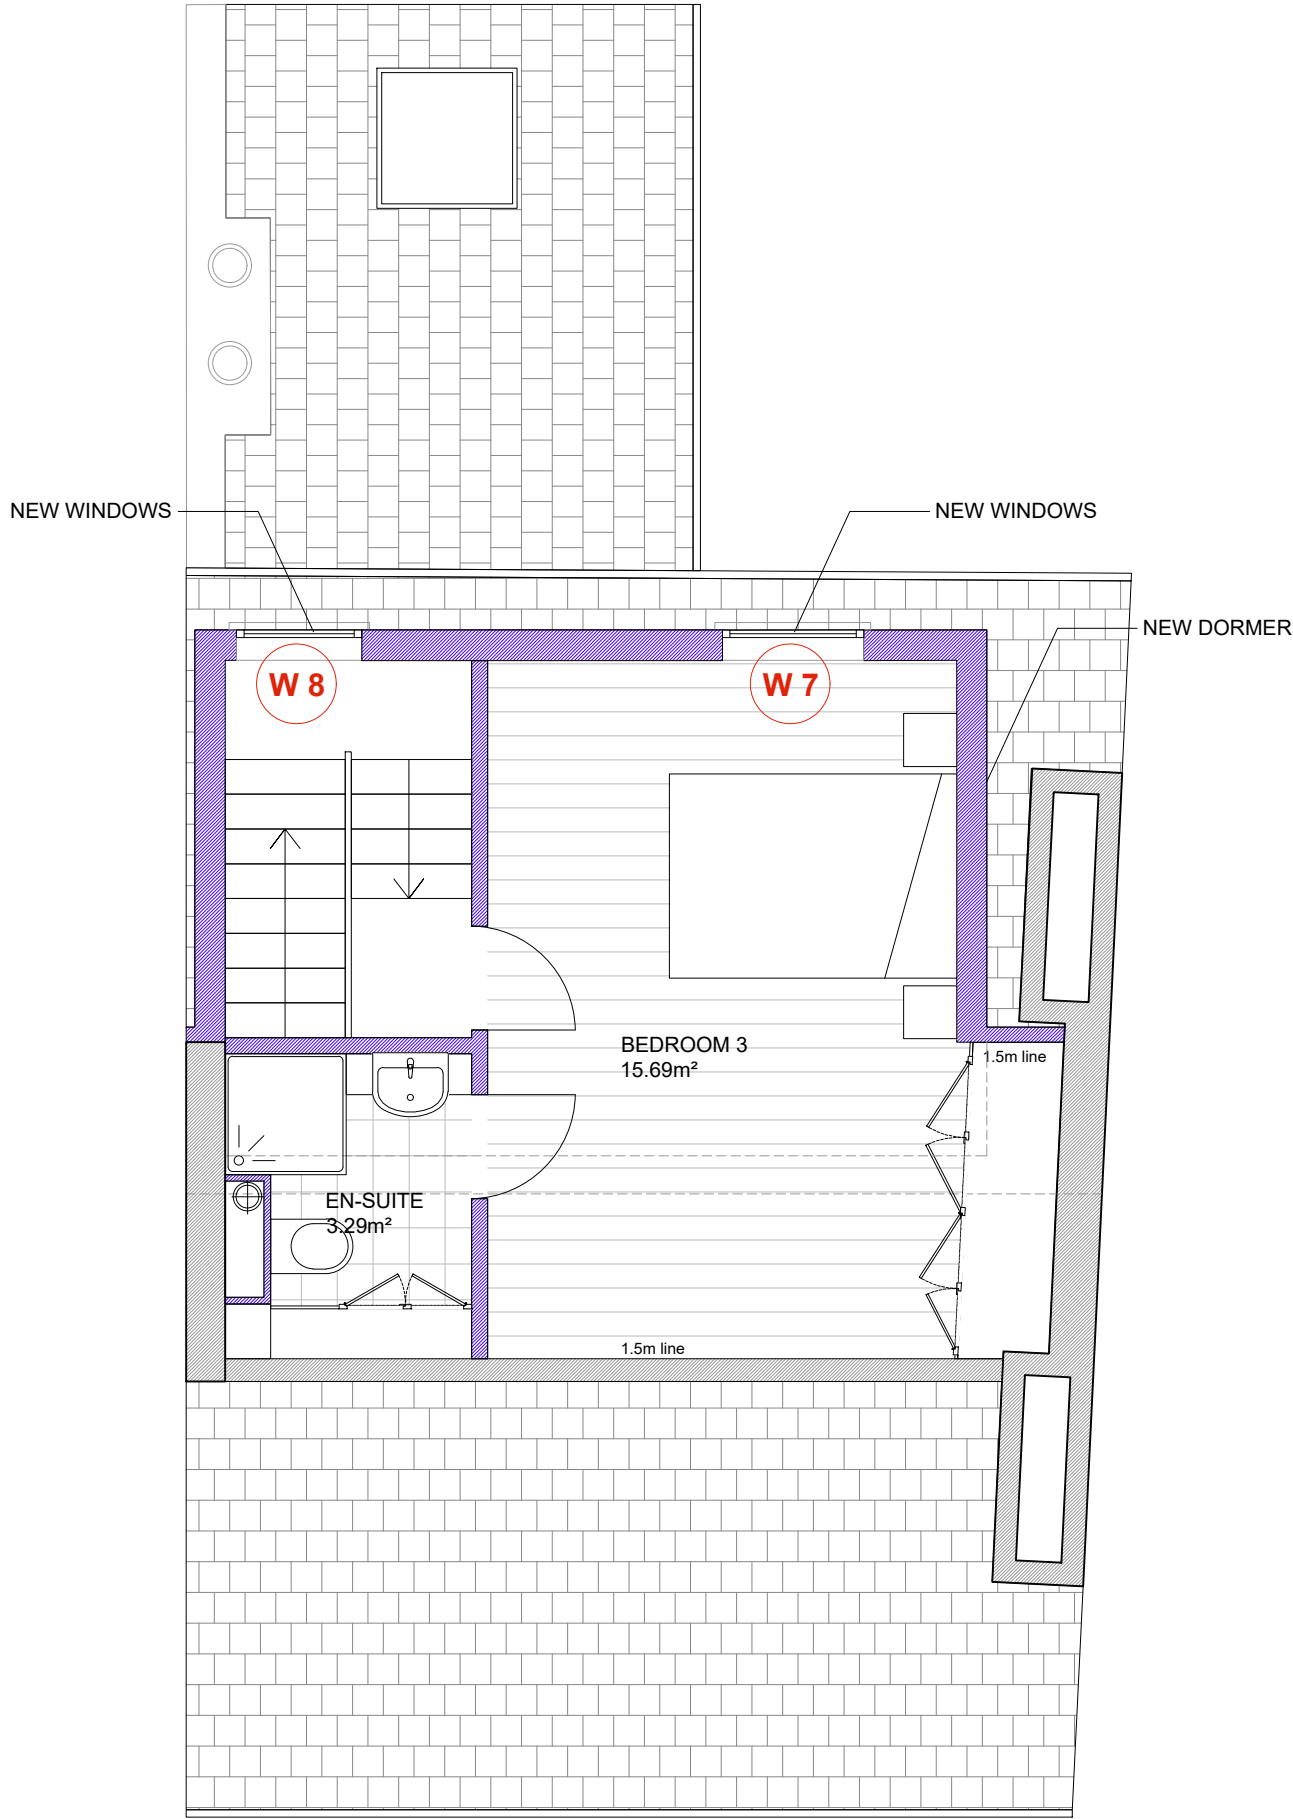 NEW WINDOWS
NEW WINDOWS
NEW DORMER
W 8
W 7
BEDROOM 3
15.69m²
1.5m line
EN-SUITE
3.29m²
1.5m line